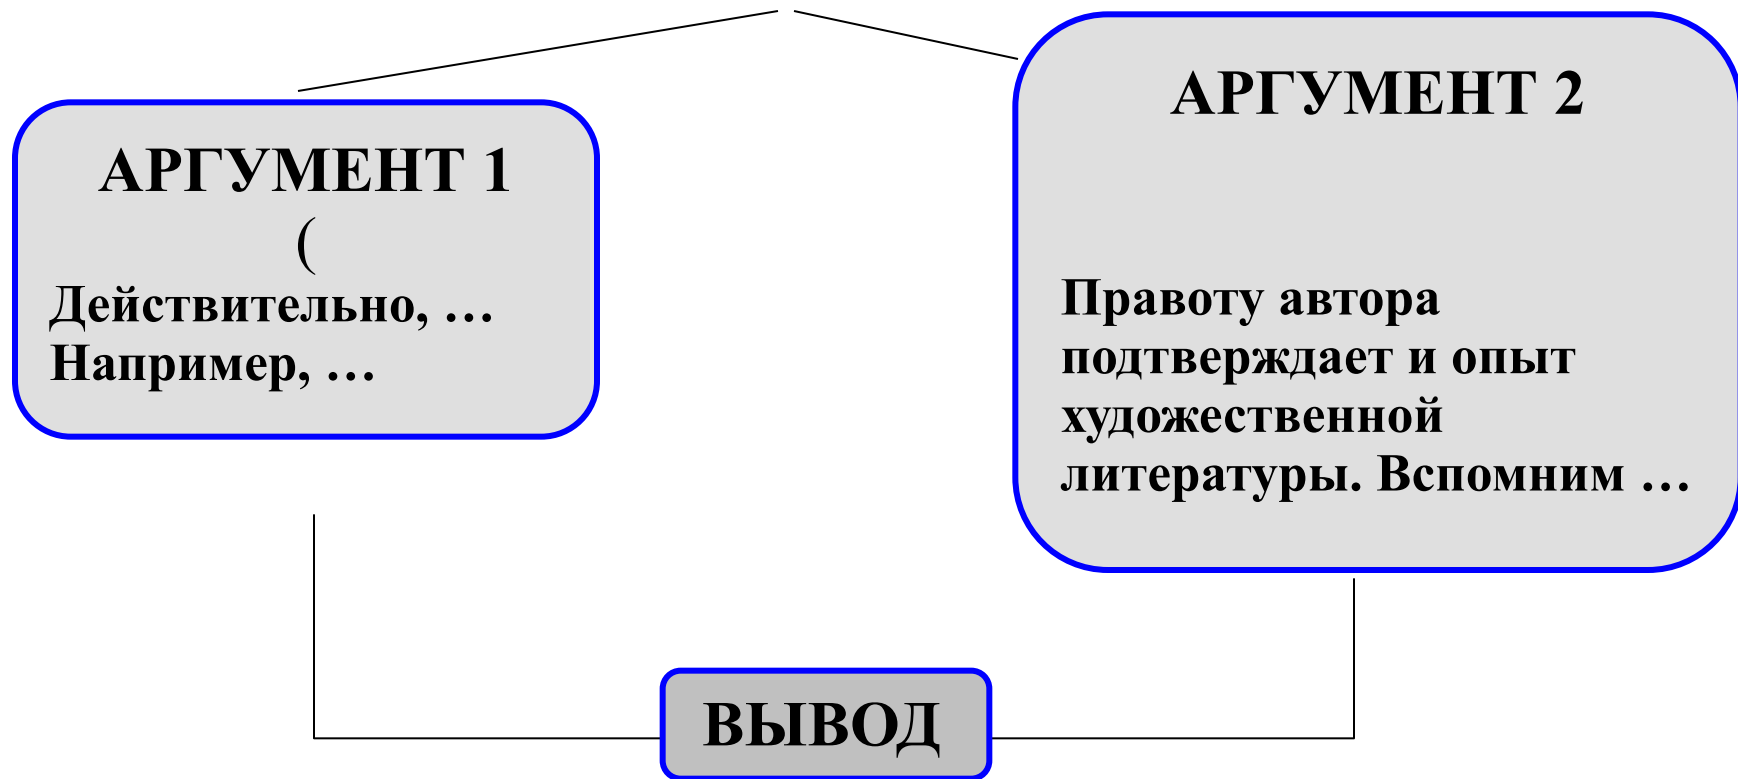 АРГУМЕНТ 1
(
Действительно, …
Например, …
АРГУМЕНТ 2
Правоту автора
подтверждает и опыт
художественной
литературы. Вспомним …
ВЫВОД